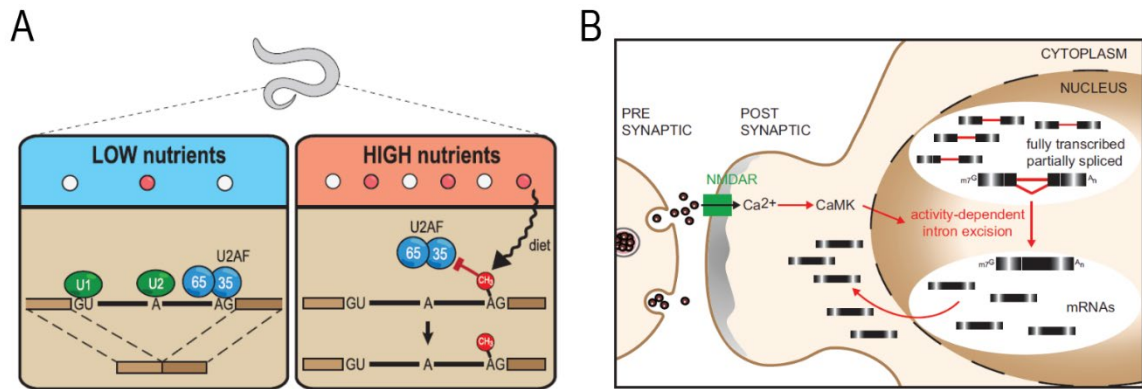 A
LOW nutrients
U1
U2
U2AF
65
35
GU
A
AG
HIGH nutrients
U2AF
65
35
diet
CH₃
GU
A
AG
CH₃
GU
A
AG
B
CYTOPLASM
NUCLEUS
PRE
SYNAPTIC
POST
SYNAPTIC
fully transcribed
partially spliced
m7G
An
NMDAR
Ca2+
CaMK
activity-dependent
intron excision
m7G
An
mRNAs